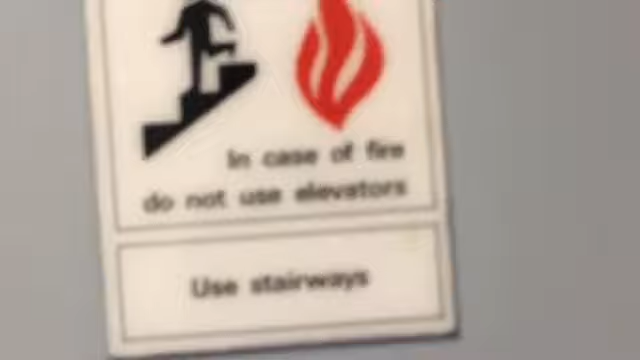 In case of fire
do not use elevators
Use stairways